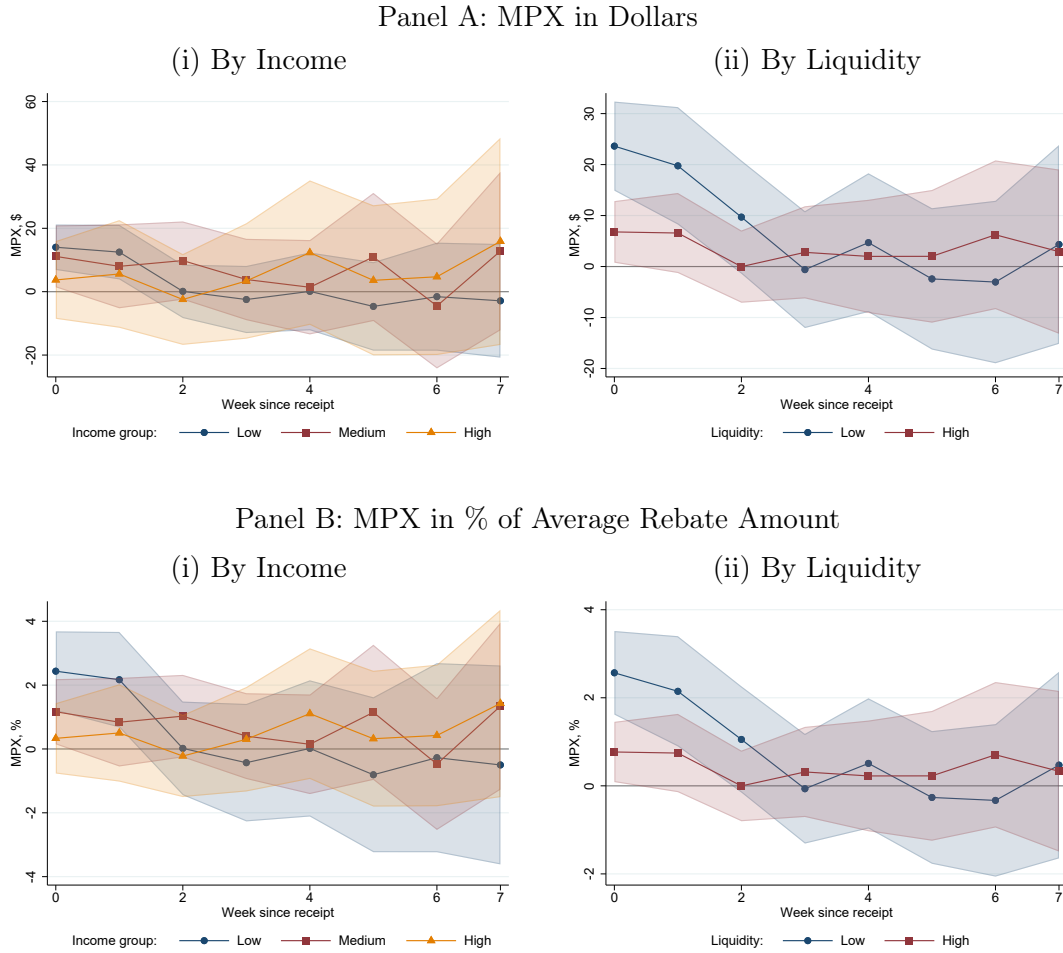 Panel A: MPX in Dollars
(i) By Income
(ii) By Liquidity
MPX, $
60
40
20
0
-20
0 2 4 6 7
Week since receipt
Income group: Low Medium High
MPX, $
30
20
10
0
-10
-20
0 2 4 6 7
Week since receipt
Liquidity: Low High
Panel B: MPX in % of Average Rebate Amount
(i) By Income
(ii) By Liquidity
MPX, %
4
2
0
-2
-4
0 2 4 6 7
Week since receipt
Income group: Low Medium High
MPX, %
4
2
0
-2
0 2 4 6 7
Week since receipt
Liquidity: Low High